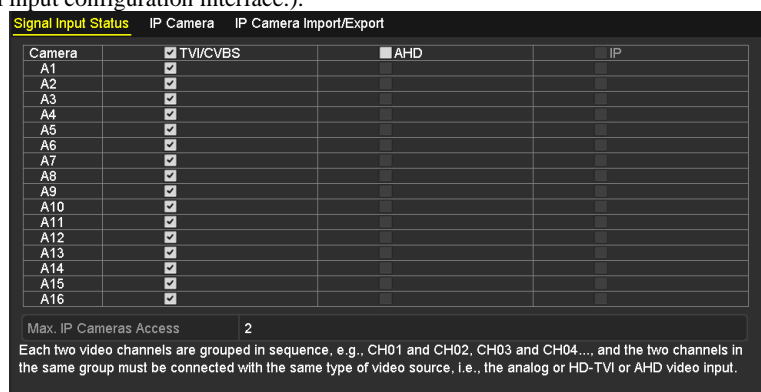 input configuration interface.).
Signal Input Status IP Camera IP Camera Import/Export
Camera TVI/CVBS AHD IP
A1
A2
A3
A4
A5
A6
A7
A8
A9
A10
A11
A12
A13
A14
A15
A16
Max. IP Cameras Access 2
Each two video channels are grouped in sequence, e.g., CH01 and CH02, CH03 and CH04..., and the two channels in
the same group must be connected with the same type of video source, i.e., the analog or HD-TVI or AHD video input.